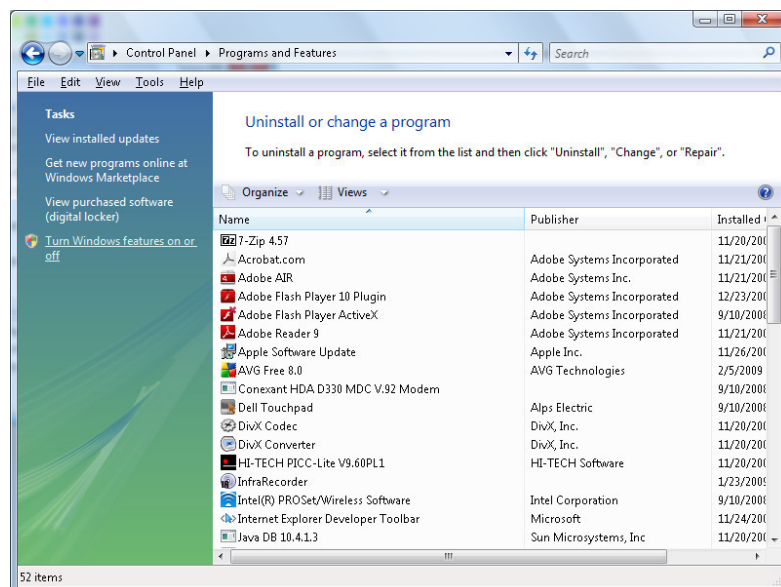 Control Panel Programs and Features Search
File Edit View Tools Help
Tasks
View installed updates
Get new programs online at
Windows Marketplace
View purchased software
(digital locker)
Turn Windows features on or
off
Uninstall or change a program
To uninstall a program, select it from the list and then click "Uninstall", "Change", or "Repair".
Organize Views
Name Publisher Installed
7-Zip 4.57 11/20/200
Acrobat.com Adobe Systems Incorporated 11/21/200
Adobe AIR Adobe Systems Inc. 11/21/200
Adobe Flash Player 10 Plugin Adobe Systems Incorporated 12/23/200
Adobe Flash Player ActiveX Adobe Systems Incorporated 9/10/2008
Adobe Reader 9 Adobe Systems Incorporated 11/21/200
Apple Software Update Apple Inc. 11/26/200
AVG Free 8.0 AVG Technologies 2/5/2009
Conexant HDA D330 MDC V.92 Modem 9/10/2008
Dell Touchpad Alps Electric 9/10/2008
DivX Codec DivX, Inc. 11/20/200
DivX Converter DivX, Inc. 11/20/200
HI-TECH PICC-Lite V9.60PL1 HI-TECH Software 11/20/200
InfraRecorder 1/23/2009
Intel(R) PROSet/Wireless Software Intel Corporation 9/10/2008
Internet Explorer Developer Toolbar Microsoft 11/24/200
Java DB 10.4.1.3 Sun Microsystems, Inc 11/20/200
52 items